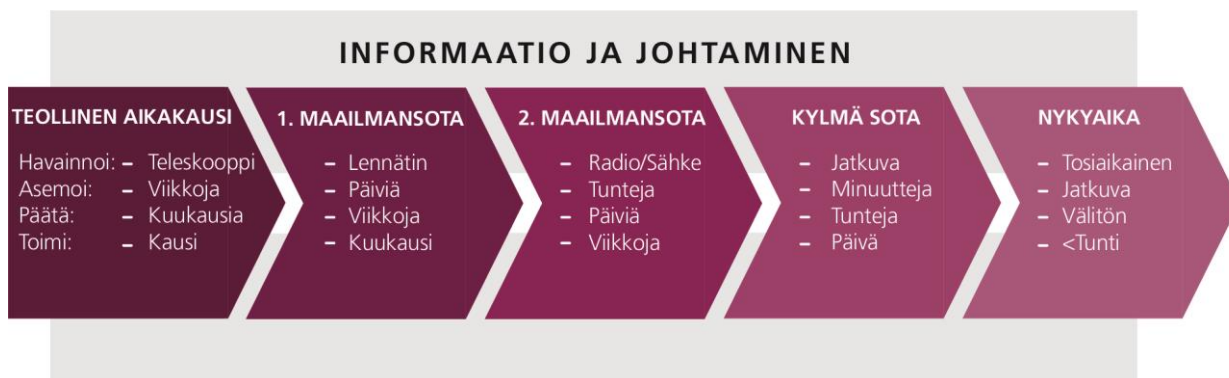 INFORMAATIO JA JOHTAMINEN
TEOLLINEN AIKAKAUSI
Havainnoi: – Teleskooppi
Asemoi: – Viikkoja
Päätä: – Kuukausia
Toimi: – Kausi
1. MAAILMANSOTA
– Lennätin
– Päiviä
– Viikkoja
– Kuukausi
2. MAAILMANSOTA
– Radio/Sähke
– Tunteja
– Päiviä
– Viikkoja
KYLMÄ SOTA
– Jatkuva
– Minuutteja
– Tunteja
– Päivä
NYKYAIKA
– Tosiaikainen
– Jatkuva
– Välitön
– <Tunti